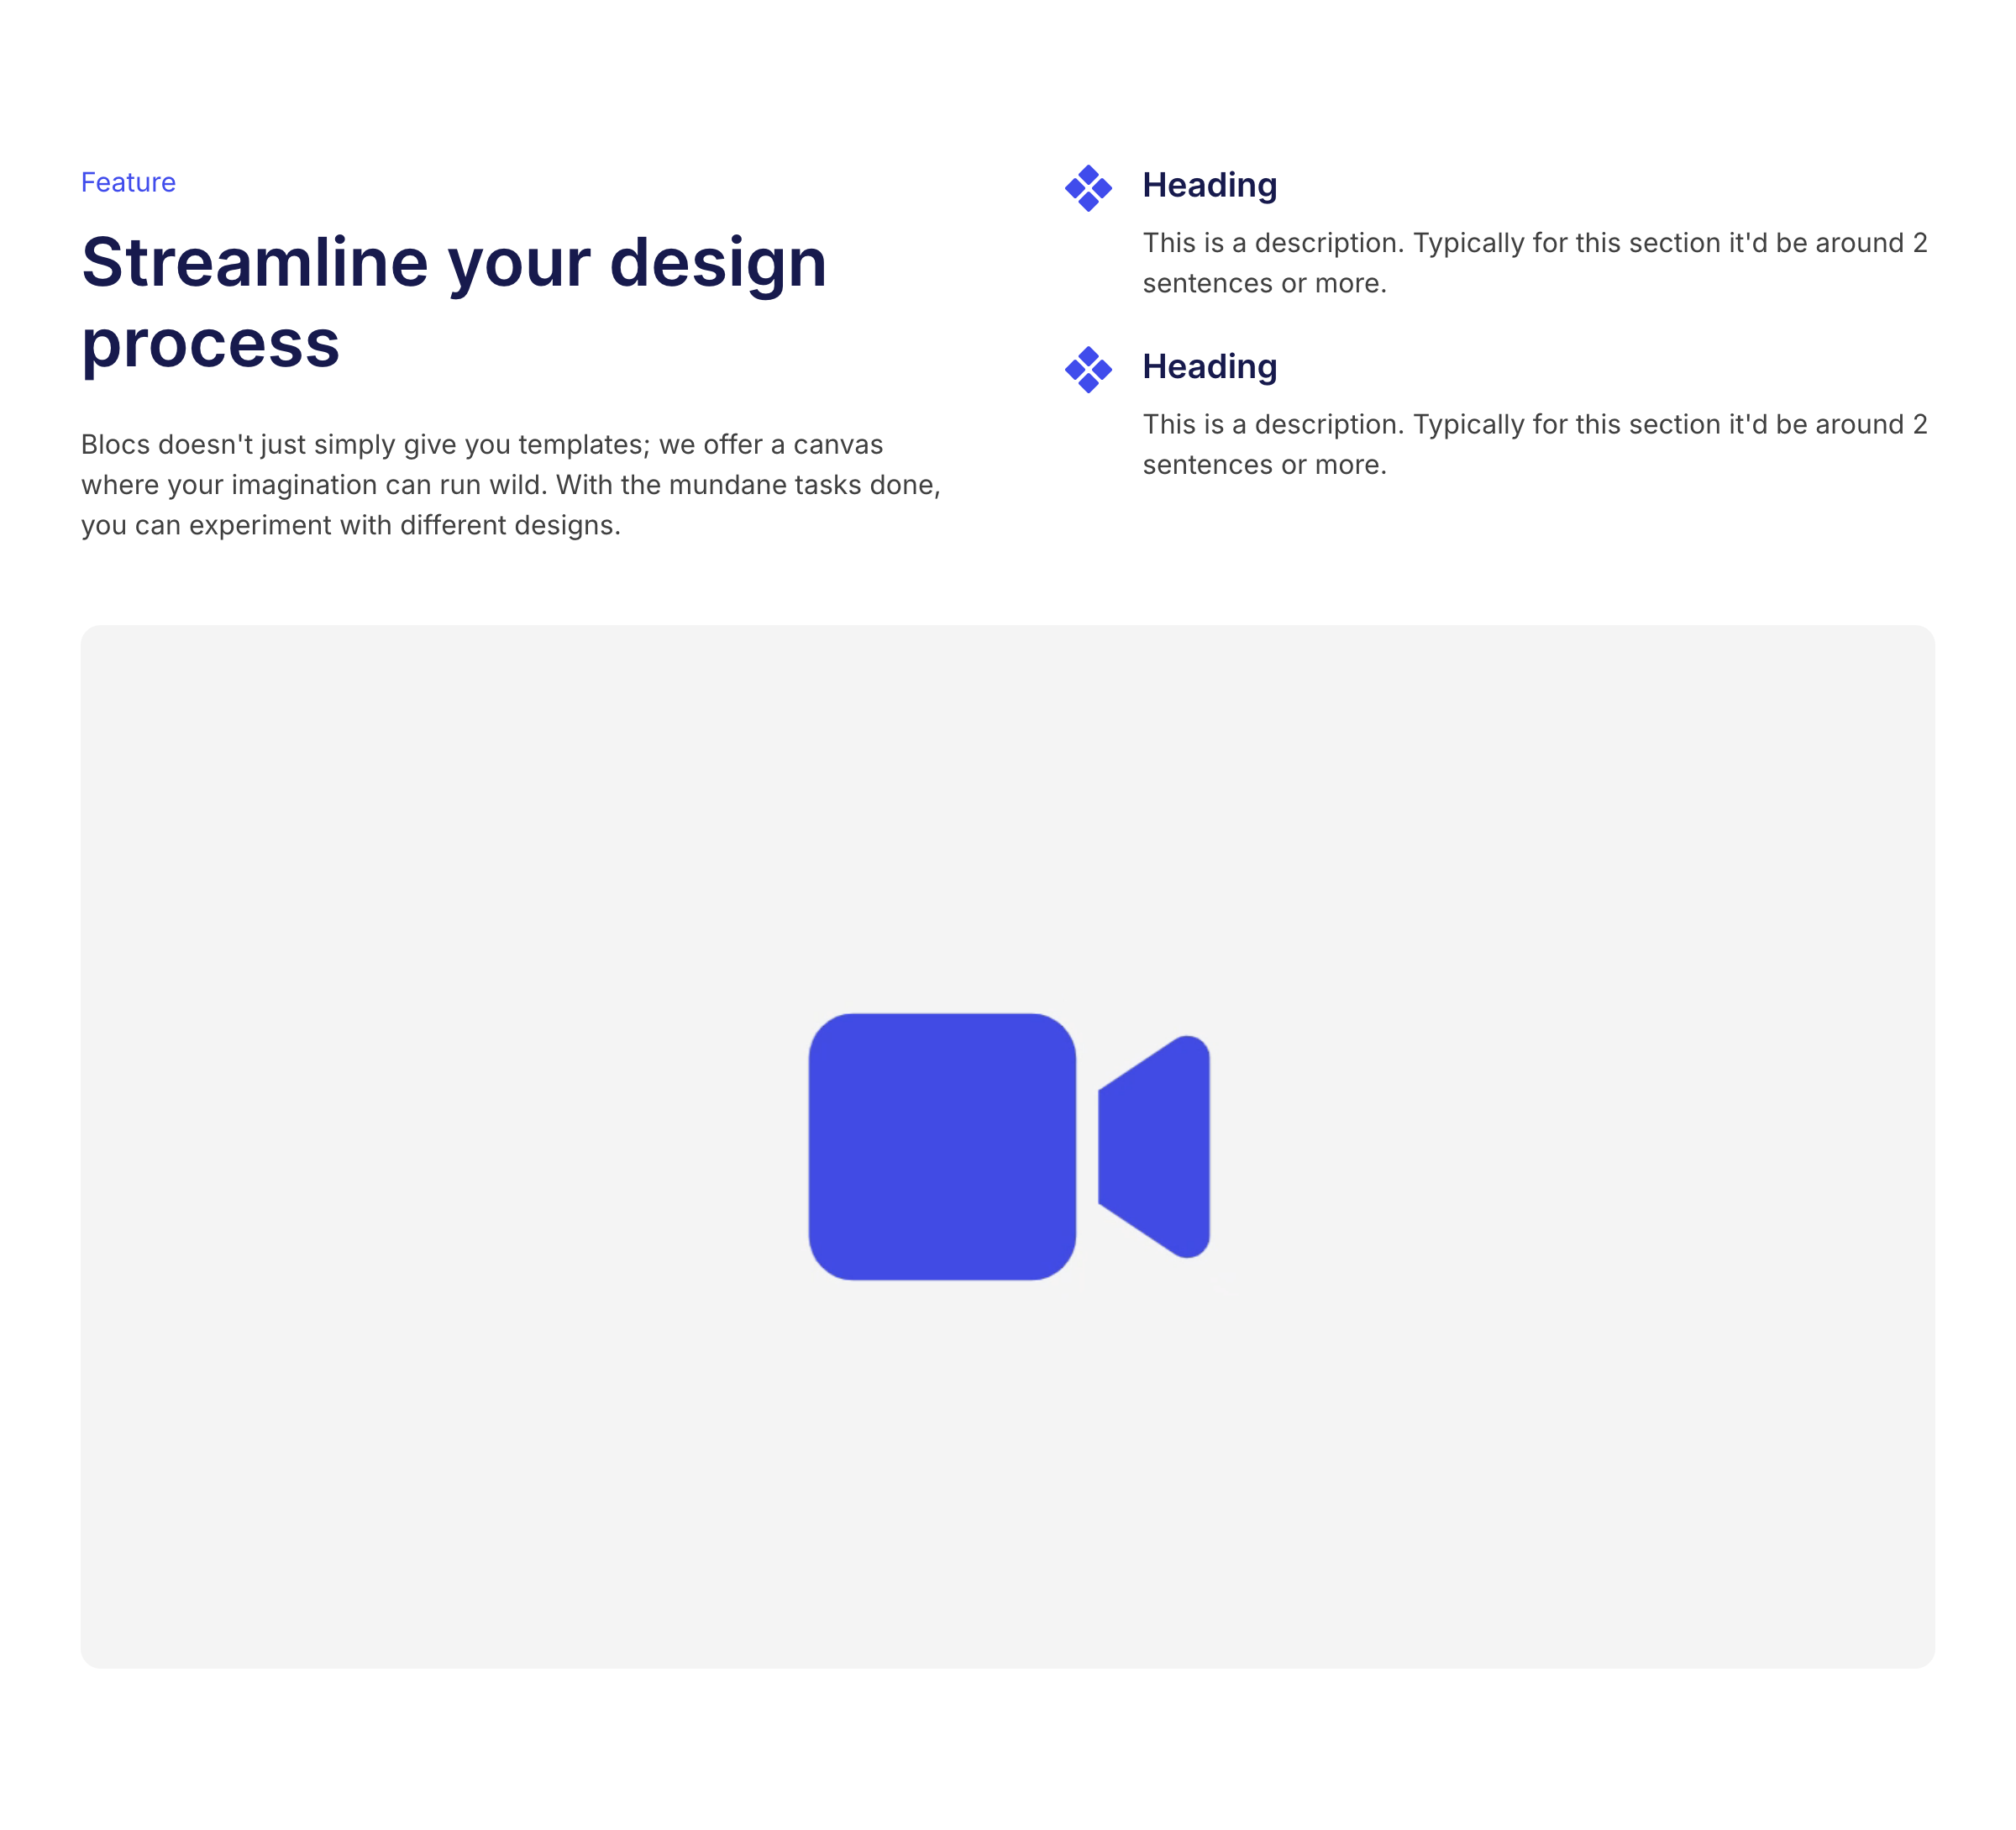 Feature
Streamline your design
process
Blocs doesn't just simply give you templates; we offer a canvas
where your imagination can run wild. With the mundane tasks done,
you can experiment with different designs.
Heading
This is a description. Typically for this section it'd be around 2
sentences or more.
Heading
This is a description. Typically for this section it'd be around 2
sentences or more.